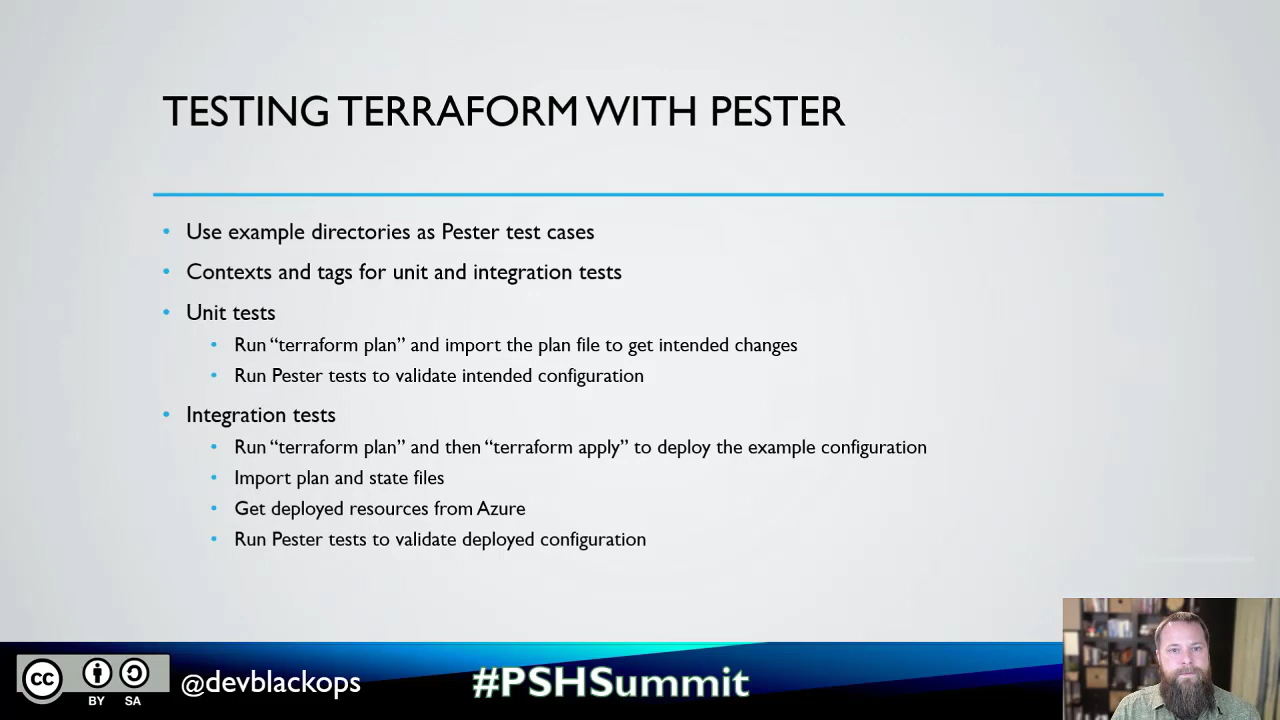 TESTING TERRAFORM WITH PESTER
• Use example directories as Pester test cases
• Contexts and tags for unit and integration tests
• Unit tests
• Run “terraform plan” and import the plan file to get intended changes
• Run Pester tests to validate intended configuration
• Integration tests
• Run “terraform plan” and then “terraform apply” to deploy the example configuration
• Import plan and state files
• Get deployed resources from Azure
• Run Pester tests to validate deployed configuration
cc
BY SA
@devblackops
#PSHSummit